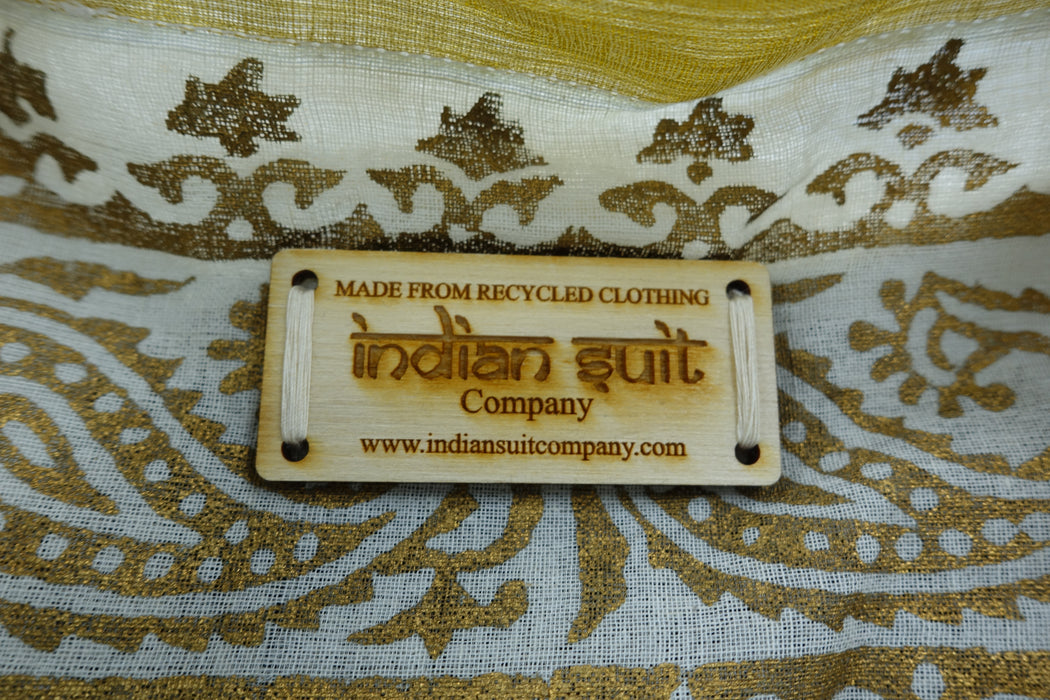 MADE FROM RECYCLED CLOTHING
indian suit
Company
www.indiansuitcompany.com